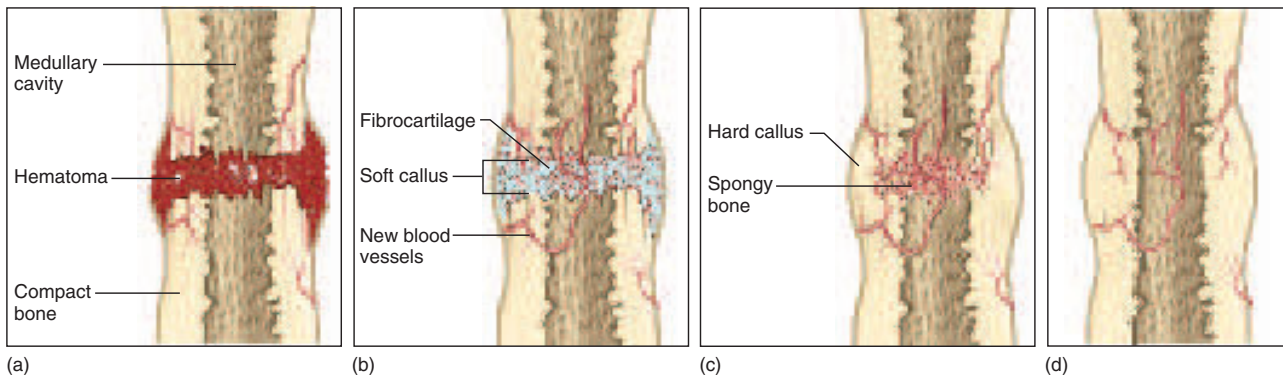 Medullary
cavity
Hematoma
Compact
bone
(a)
Fibrocartilage
Soft callus
New blood
vessels
(b)
Hard callus
Spongy
bone
(c)
(d)